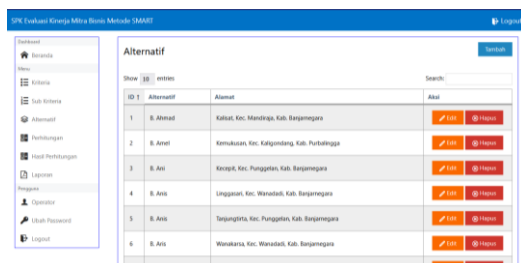 SPK Evaluasi Kinerja Mitra Bisnis Metode SMART
Logout
Dashboard
Beranda
Menu
Kriteria
Sub Kriteria
Alternatif
Perhitungan
Hasil Perhitungan
Laporan
Pengguna
Operator
Ubah Password
Logout
Alternatif
Tambah
Show 10 entries
Search:
ID Alternatif Alamat Aksi
1 B. Ahmad Kalisat, Kec. Mandiraja, Kab. Banjarnegara Edit Hapus
2 B. Amel Kemukusan, Kec. Kaligondang, Kab. Purbalingga Edit Hapus
3 B. Ani Kecepit, Kec. Punggelan, Kab. Banjarnegara Edit Hapus
4 B. Anis Linggasari, Kec. Wanadadi, Kab. Banjarnegara Edit Hapus
5 B. Anis Tanjungtirta, Kec. Punggelan, Kab. Banjarnegara Edit Hapus
6 B. Anis Wanakarsa, Kec. Wanadadi, Kab. Banjarnegara Edit Hapus